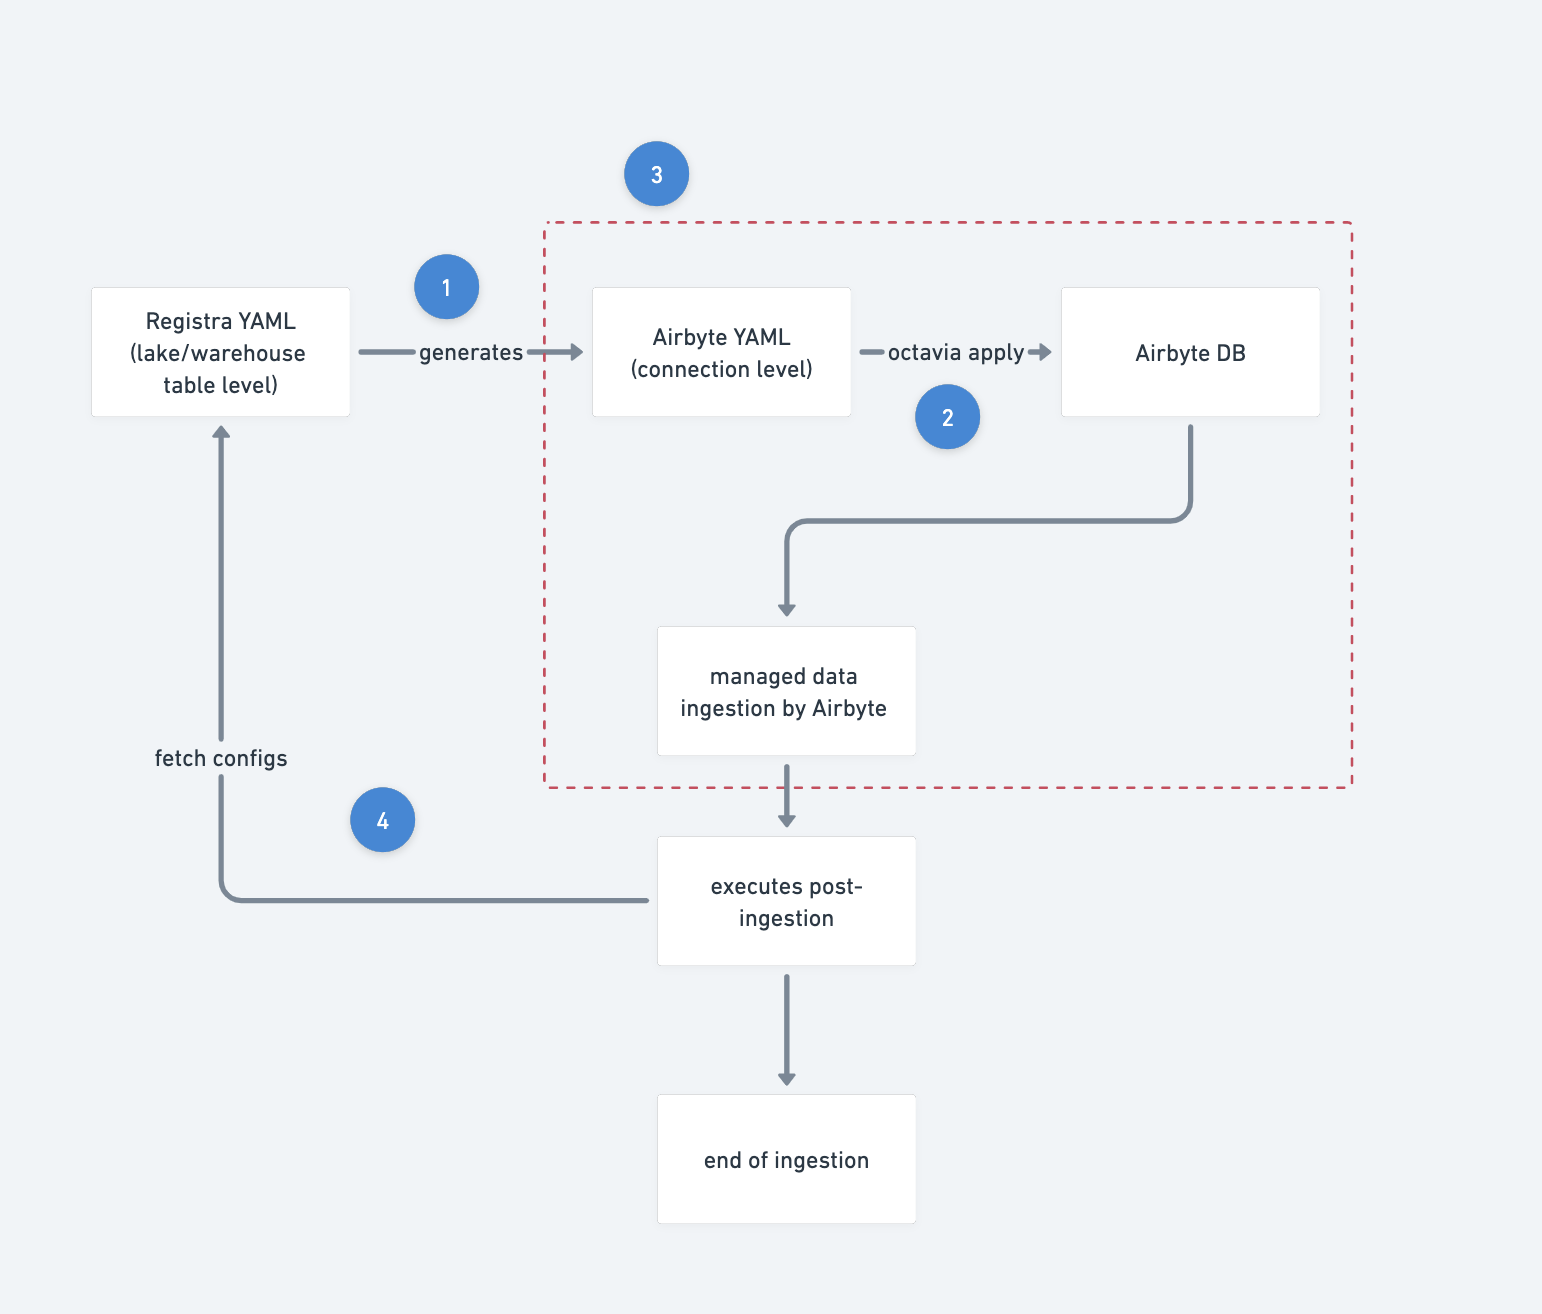 3
1
Registra YAML
(lake/warehouse
table level)
generates
Airbyte YAML
(connection level)
octavia apply
Airbyte DB
2
managed data
ingestion by Airbyte
fetch configs
4
executes post-
ingestion
end of ingestion